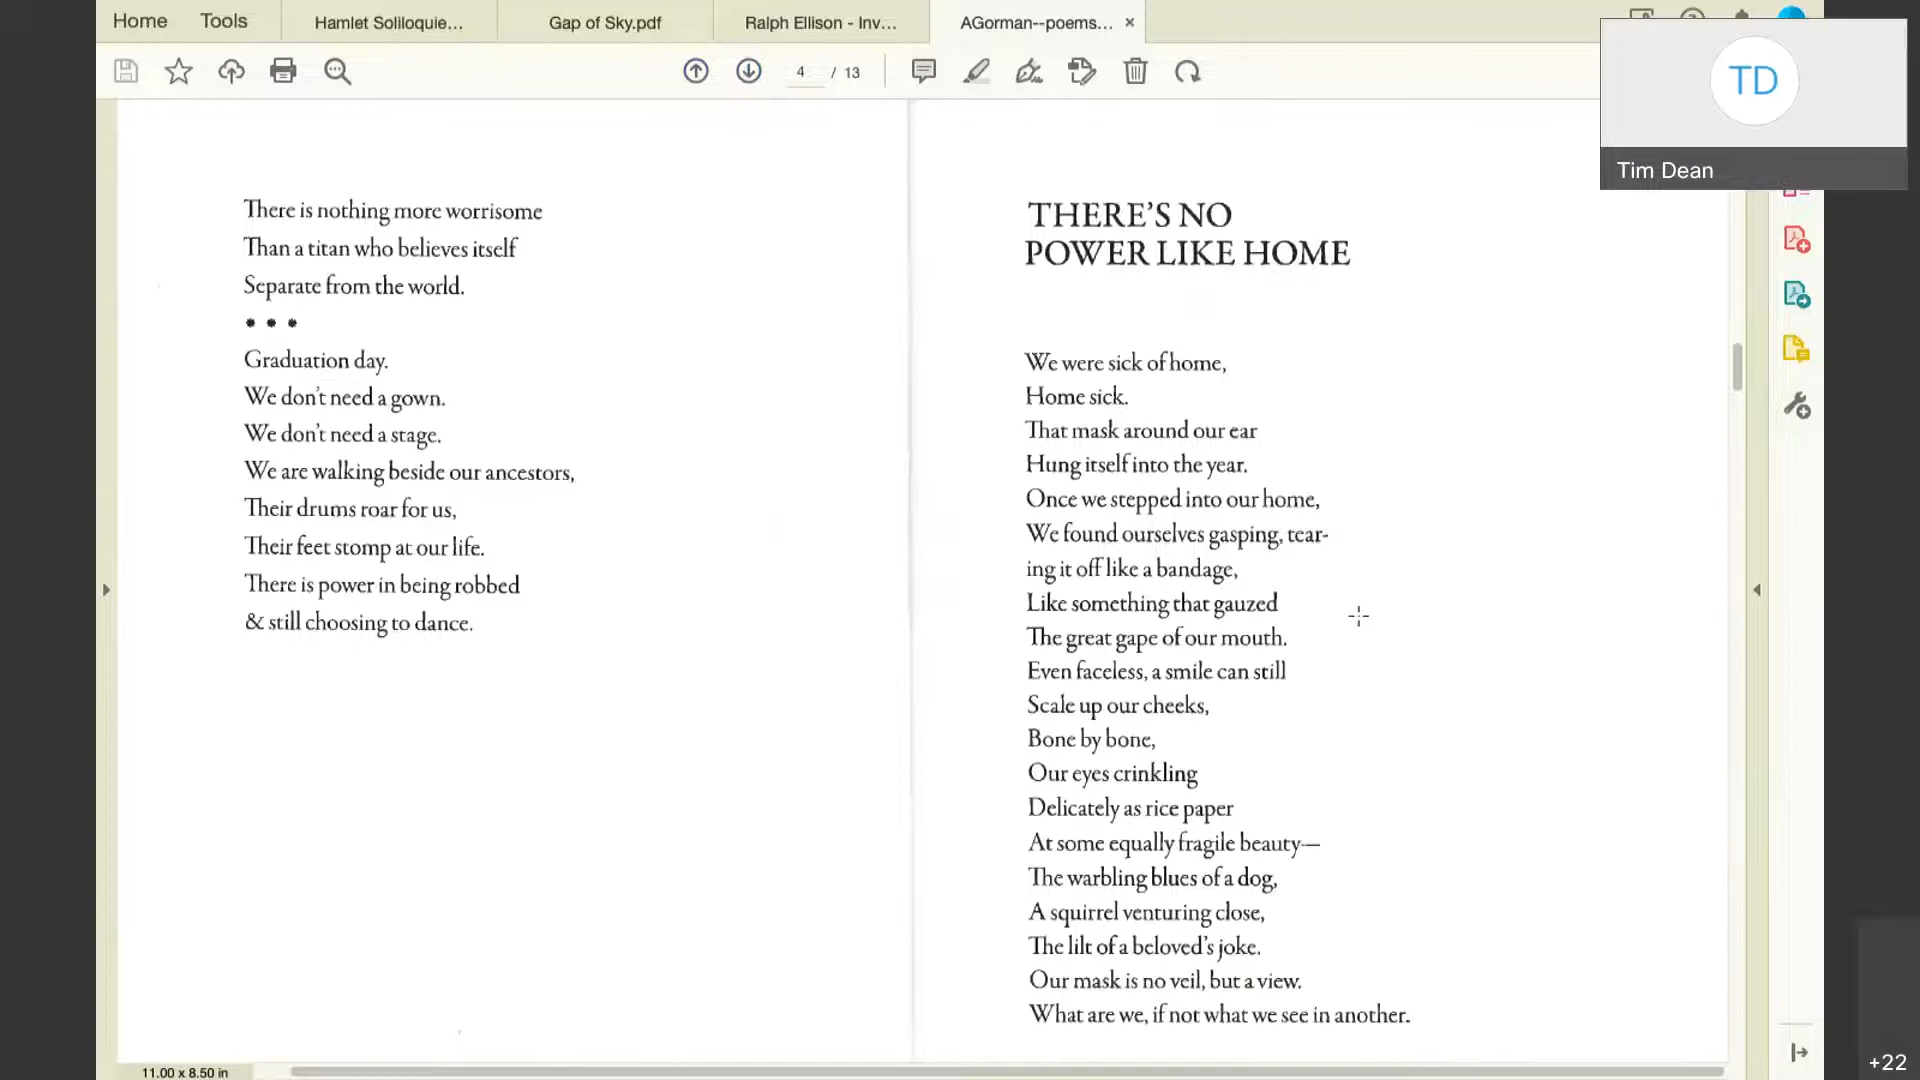 Home Tools Hamlet Soliloquie... Gap of Sky.pdf Ralph Ellison - Inv... AGorman--poems... ×
4 / 13
TD
Tim Dean
There is nothing more worrisome
Than a titan who believes itself
Separate from the world.
• • •
Graduation day.
We don't need a gown.
We don't need a stage.
We are walking beside our ancestors,
Their drums roar for us,
Their feet stomp at our life.
There is power in being robbed
& still choosing to dance.
THERE'S NO
POWER LIKE HOME
We were sick of home,
Home sick.
That mask around our ear
Hung itself into the year.
Once we stepped into our home,
We found ourselves gasping, tear-
ing it off like a bandage,
Like something that gauzed
The great gape of our mouth.
Even faceless, a smile can still
Scale up our cheeks,
Bone by bone,
Our eyes crinkling
Delicately as rice paper
At some equally fragile beauty—
The warbling blues of a dog,
A squirrel venturing close,
The lilt of a beloved's joke.
Our mask is no veil, but a view.
What are we, if not what we see in another.
11.00 x 8.50 in
+22